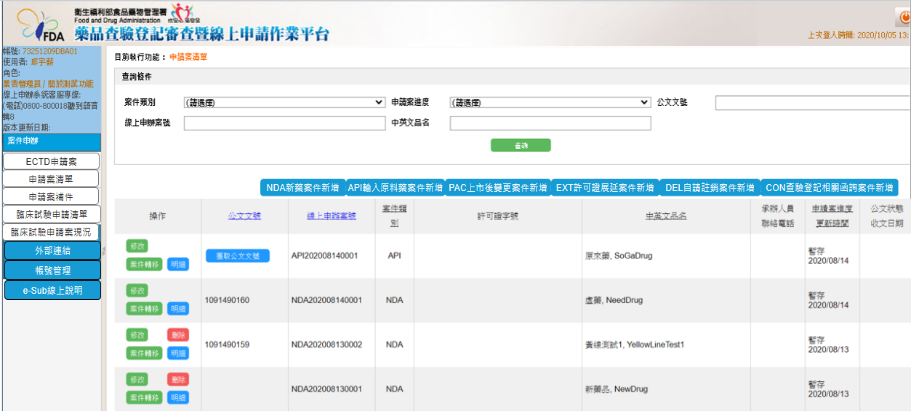 FDA
衛生福利部食品藥物管理署
Food and Drug Administration
藥品查驗登記審查暨線上申請作業平台
上次登入時間: 2020/10/05 13:
帳號: 73251209DBA01
使用者:
角色:
線上申辦系統客服專線:
(電話)0800-800018聽到語音
轉8
版本更新日期:
案件申辦
ECTD申請案
申請案清單
申請案補件
臨床試驗申請清單
臨床試驗申請案現況
外部連結
帳號管理
e-Sub線上說明
目前執行功能： 申請案清單
查詢條件
案件類別 (請選擇) 申請案進度 (請選擇) 公文文號
線上申辦案號 中英文品名
查詢
NDA新藥案件新增 API輸入原料藥案件新增 PAC上市後變更案件新增 EXT許可證展延案件新增 DEL自請註銷案件新增 CON查驗登記相關函詢案件新增
操作 公文文號 線上申辦案號 案件類別 許可證字號 中英文品名 承辦人員 聯絡電話 申請案進度 更新時間 公文狀態 收文日期
修改
案件轉移 明細 獲取公文文號 API202008140001 API 原來藥, SoGaDrug 暫存 2020/08/14
修改
案件轉移 明細 1091490160 NDA202008140001 NDA 虛藥, NeedDrug 暫存 2020/08/14
修改 刪除
案件轉移 明細 1091490159 NDA202008130002 NDA 黃線測試1, YellowLineTest1 暫存 2020/08/13
修改 刪除
案件轉移 明細 NDA202008130001 NDA 新藥品, NewDrug 暫存 2020/08/13